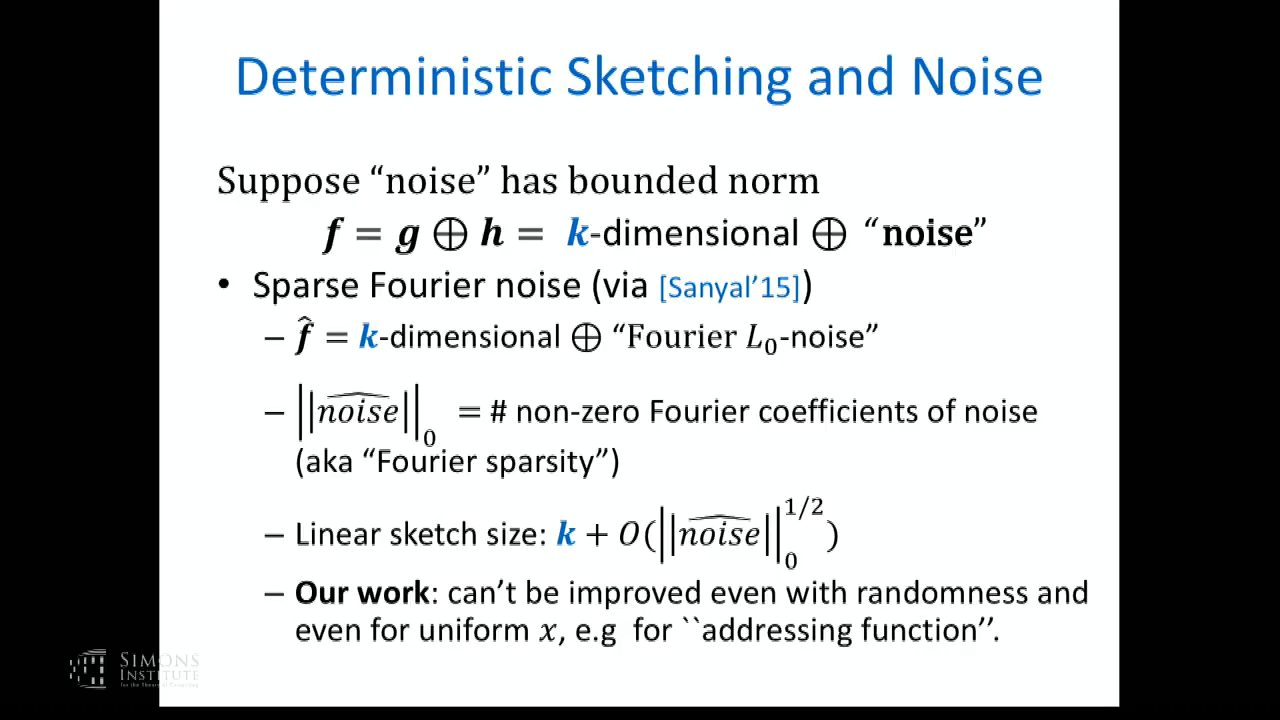 Deterministic Sketching and Noise
Suppose “noise” has bounded norm
f = g ⊕ h = k-dimensional ⊕ “noise”
• Sparse Fourier noise (via [Sanyal’15])
– f̂ = k-dimensional ⊕ “Fourier L₀-noise”
– ||n̂oise||₀ = # non-zero Fourier coefficients of noise
(aka “Fourier sparsity”)
– Linear sketch size: k + O(||n̂oise||₀^{1/2})
– Our work: can’t be improved even with randomness and
even for uniform x, e.g for ``addressing function’’.
SIMONS
INSTITUTE